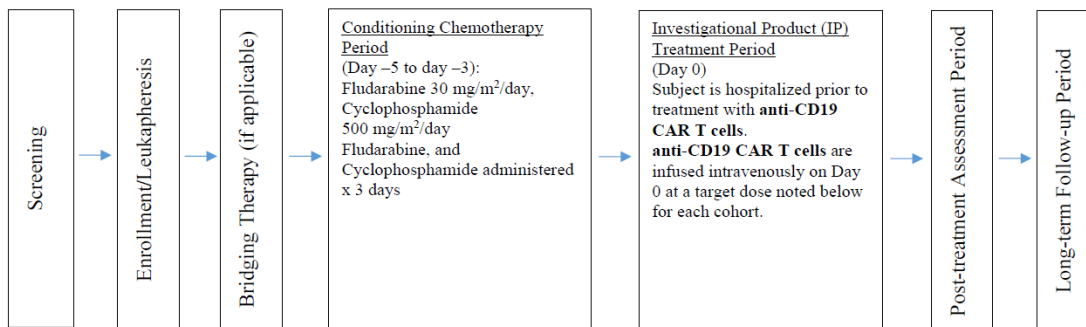 Screening
Enrollment/Leukapheresis
Bridging Therapy (if applicable)
Conditioning Chemotherapy
Period
(Day –5 to day –3):
Fludarabine 30 mg/m²/day,
Cyclophosphamide
500 mg/m²/day
Fludarabine, and
Cyclophosphamide administered
x 3 days
Investigational Product (IP)
Treatment Period
(Day 0)
Subject is hospitalized prior to
treatment with anti-CD19
CAR T cells.
anti-CD19 CAR T cells are
infused intravenously on Day
0 at a target dose noted below
for each cohort.
Post-treatment Assessment Period
Long-term Follow-up Period